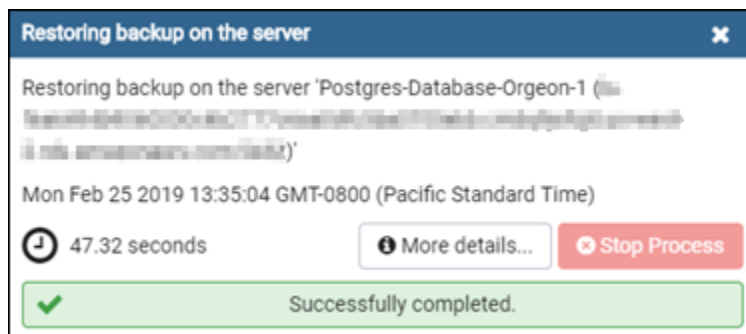 Restoring backup on the server
Restoring backup on the server 'Postgres-Database-Orgeon-1 (
)'
Mon Feb 25 2019 13:35:04 GMT-0800 (Pacific Standard Time)
47.32 seconds
More details...
Stop Process
Successfully completed.